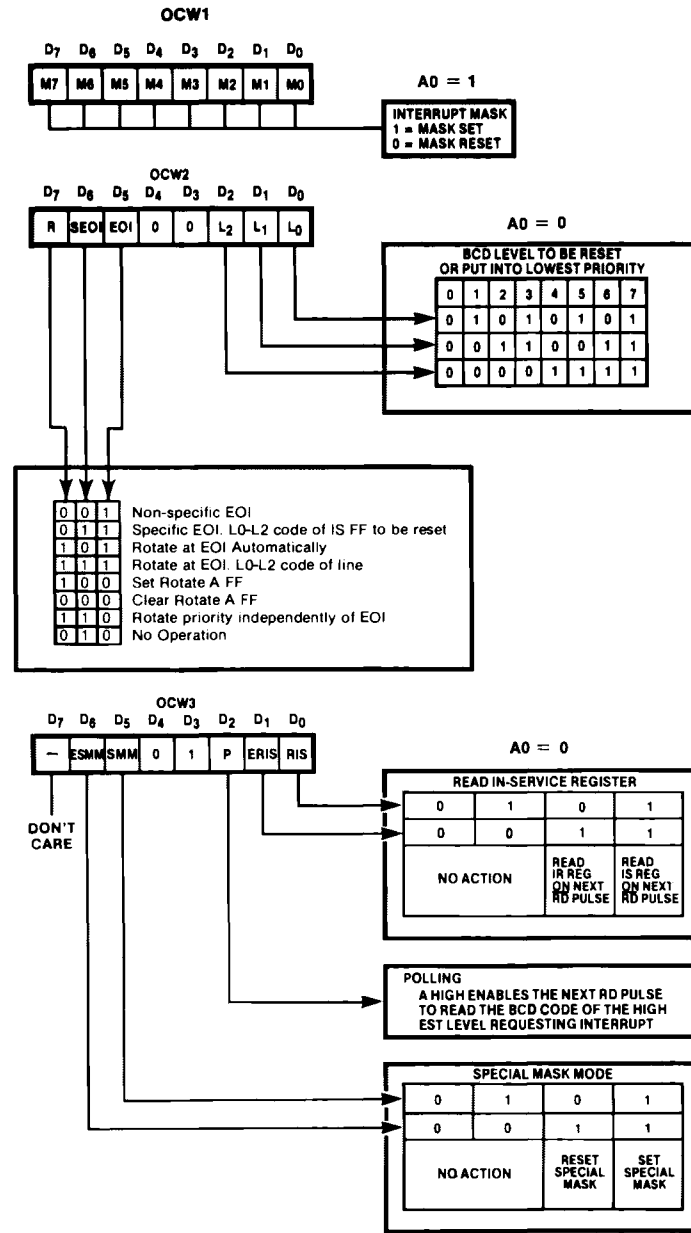 OCW1
D7 D6 D5 D4 D3 D2 D1 D0
M7 M6 M5 M4 M3 M2 M1 M0
A0 = 1
INTERRUPT MASK
1 = MASK SET
0 = MASK RESET
OCW2
D7 D6 D5 D4 D3 D2 D1 D0
R SEOI EOI 0 0 L2 L1 L0
A0 = 0
BCD LEVEL TO BE RESET
OR PUT INTO LOWEST PRIORITY
0 1 2 3 4 5 6 7
0 1 0 1 0 1 0 1
0 0 1 1 0 0 1 1
0 0 0 0 1 1 1 1
0 0 1 Non-specific EOI
0 1 1 Specific EOI. L0-L2 code of IS FF to be reset
1 0 1 Rotate at EOI Automatically
1 1 1 Rotate at EOI. L0-L2 code of line
1 0 0 Set Rotate A FF
0 0 0 Clear Rotate A FF
1 1 0 Rotate priority independently of EOI
0 1 0 No Operation
OCW3
D7 D6 D5 D4 D3 D2 D1 D0
– ESMM SMM 0 1 P ERIS RIS
DON'T
CARE
A0 = 0
READ IN-SERVICE REGISTER
0 1 0 1
0 0 1 1
NO ACTION
READ
IR REG
ON NEXT
RD PULSE
READ
IS REG
ON NEXT
RD PULSE
POLLING
A HIGH ENABLES THE NEXT RD PULSE
TO READ THE BCD CODE OF THE HIGH
EST LEVEL REQUESTING INTERRUPT
SPECIAL MASK MODE
0 1 0 1
0 0 1 1
NO ACTION
RESET
SPECIAL
MASK
SET
SPECIAL
MASK